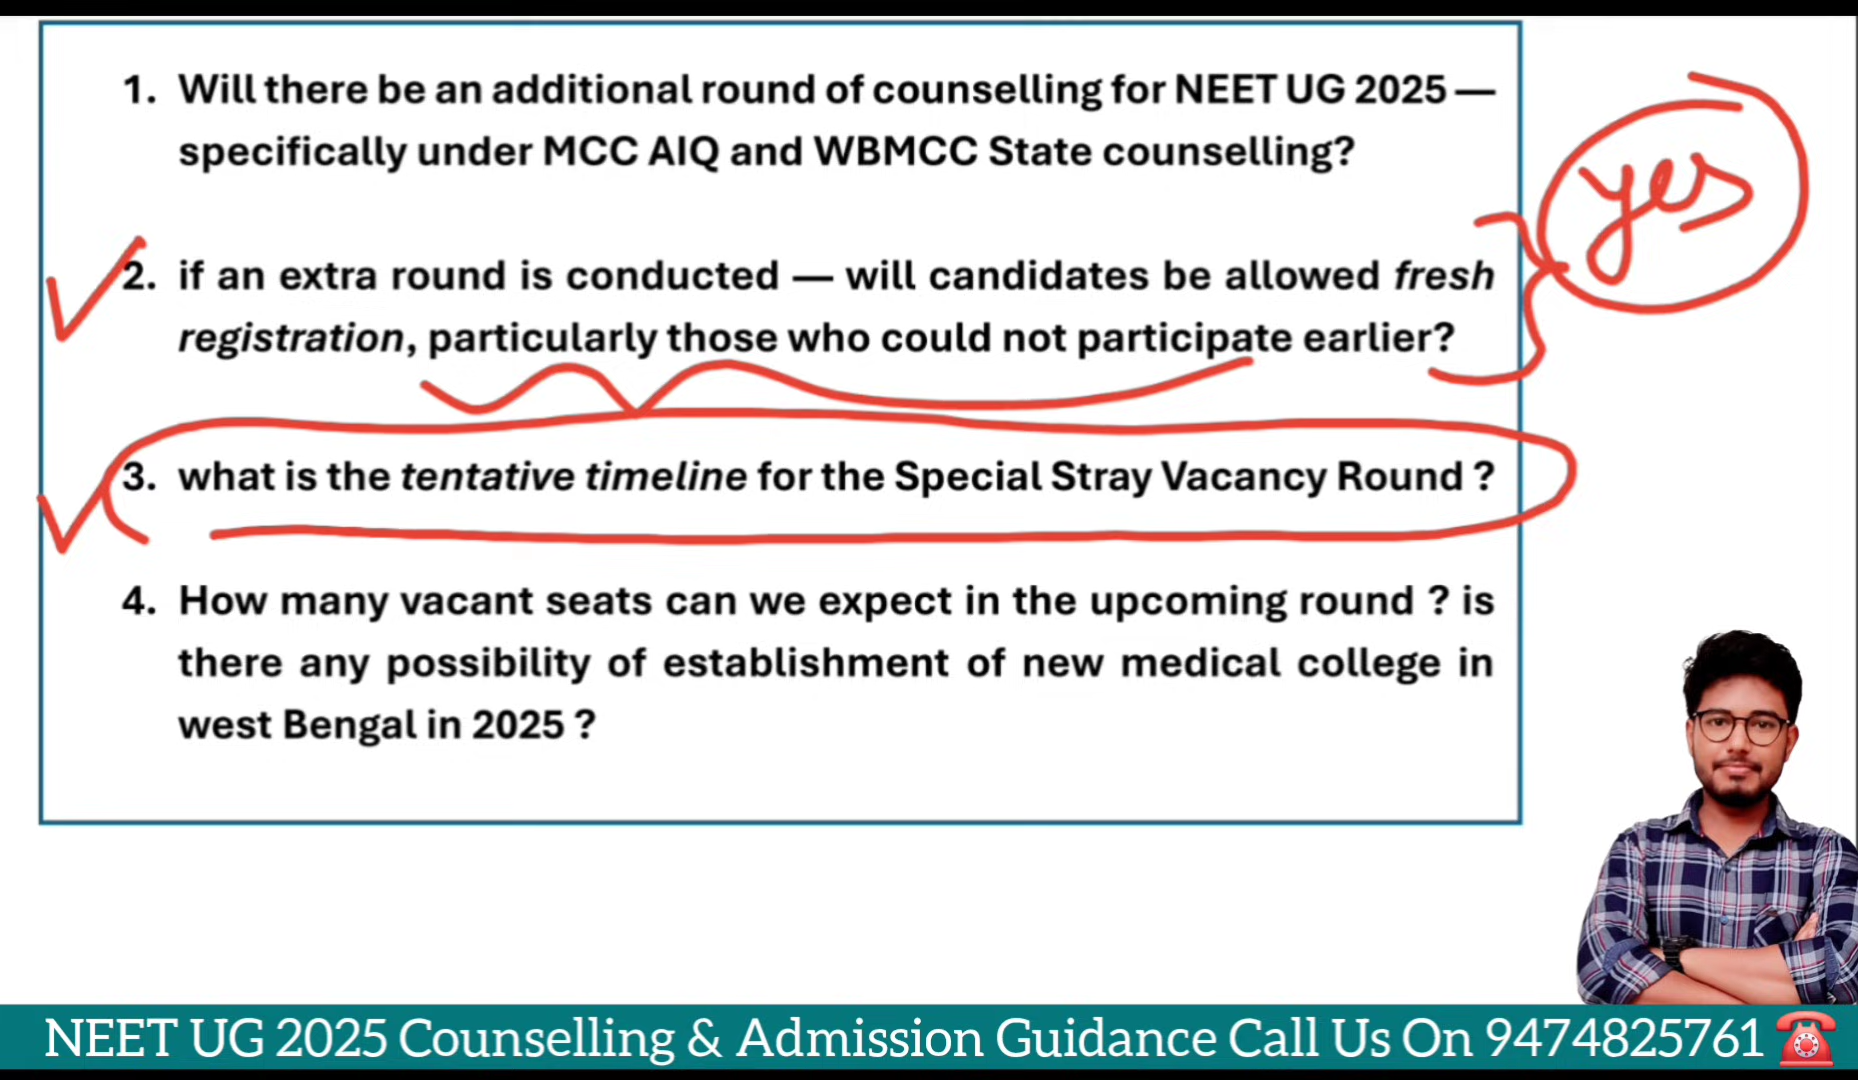 1. Will there be an additional round of counselling for NEET UG 2025 —
specifically under MCC AIQ and WBMCC State counselling?
yes
2. if an extra round is conducted — will candidates be allowed fresh
registration, particularly those who could not participate earlier?
3. what is the tentative timeline for the Special Stray Vacancy Round ?
4. How many vacant seats can we expect in the upcoming round ? is
there any possibility of establishment of new medical college in
west Bengal in 2025 ?
NEET UG 2025 Counselling & Admission Guidance Call Us On 9474825761